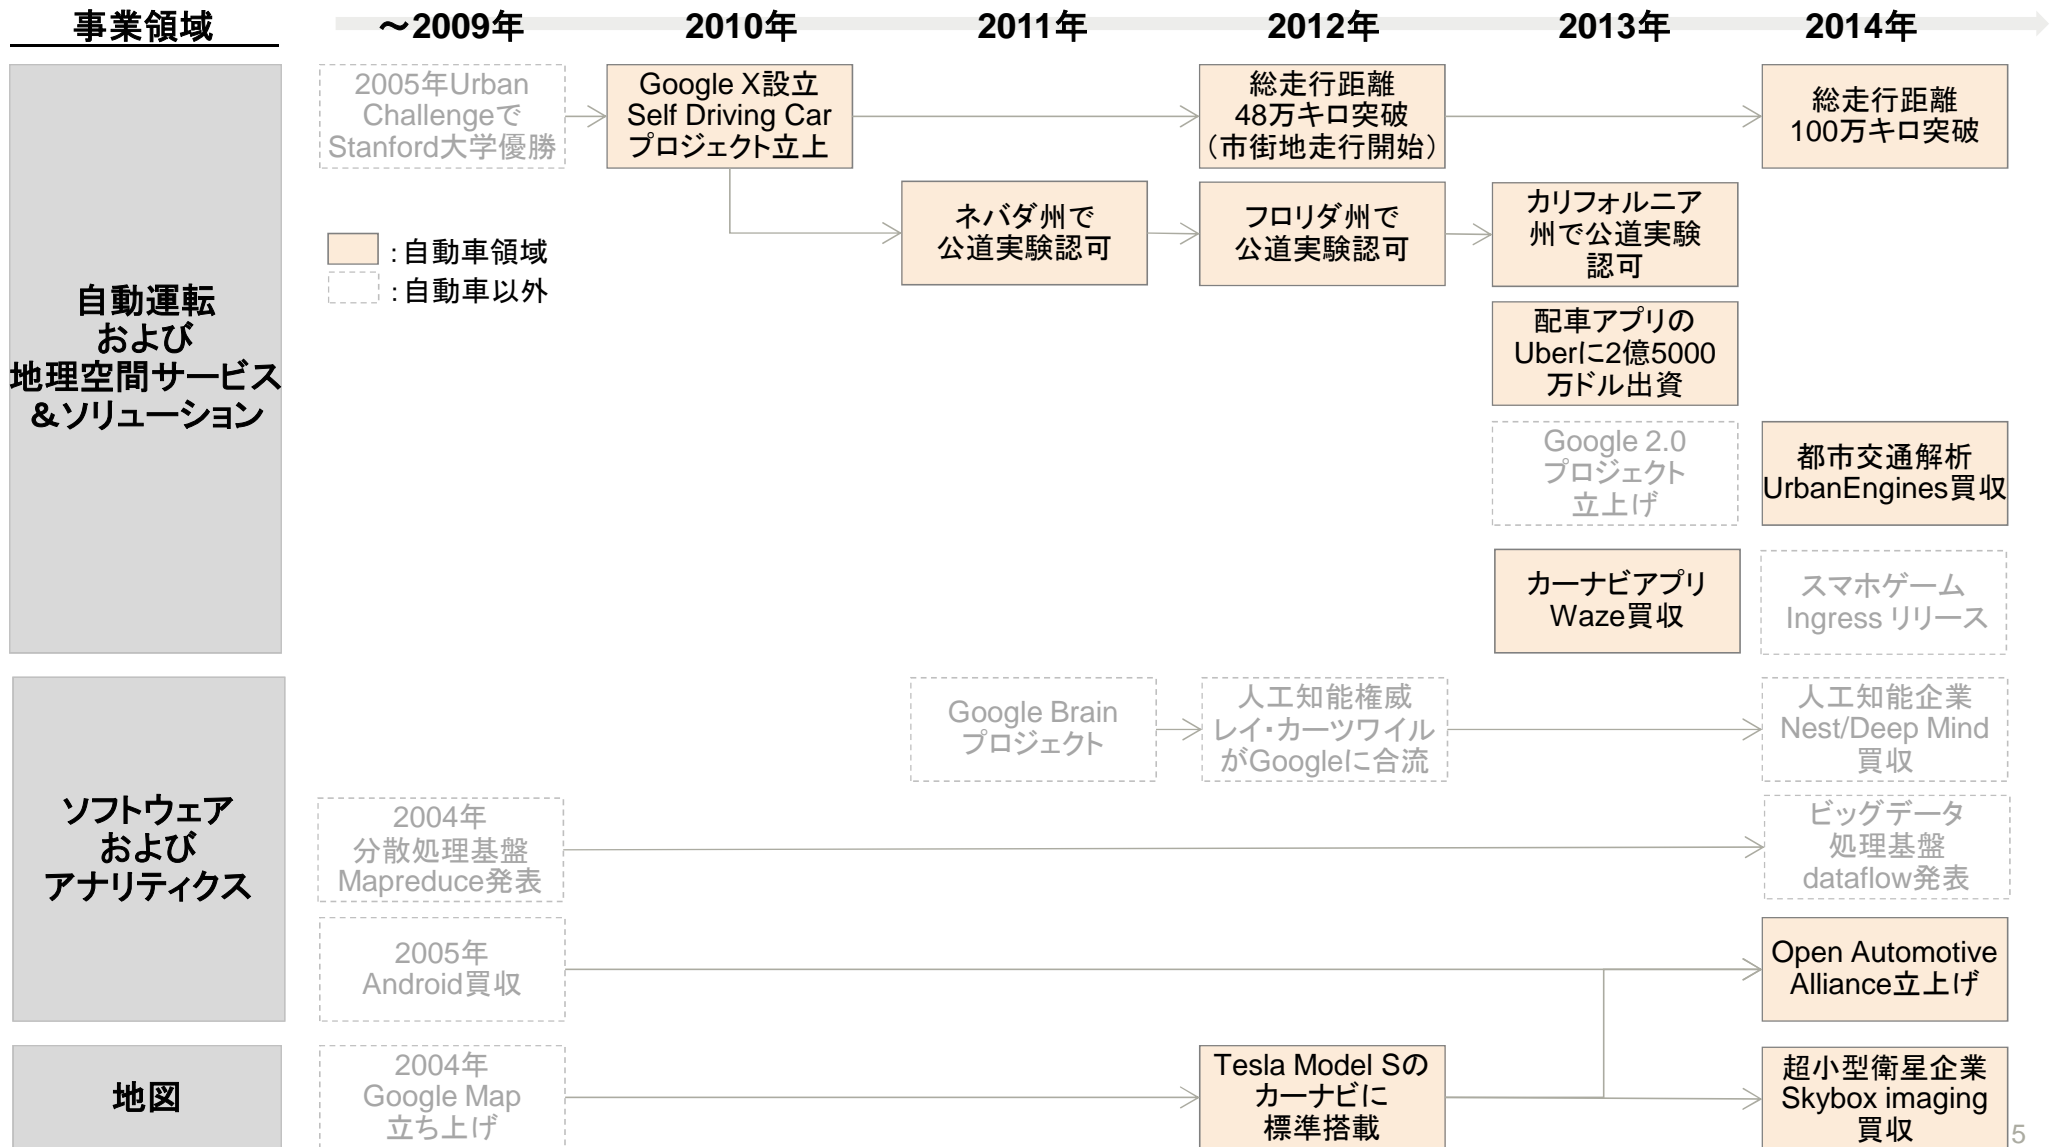 事業領域
～2009年
2010年
2011年
2012年
2013年
2014年
自動運転
および
地理空間サービス
＆ソリューション
2005年Urban
Challengeで
Stanford大学優勝
Google X設立
Self Driving Car
プロジェクト立上
総走行距離
48万キロ突破
（市街地走行開始）
総走行距離
100万キロ突破
ネバダ州で
公道実験認可
フロリダ州で
公道実験認可
カリフォルニア
州で公道実験
認可
：自動車領域
：自動車以外
配車アプリの
Uberに2億5000
万ドル出資
Google 2.0
プロジェクト
立上げ
都市交通解析
UrbanEngines買収
カーナビアプリ
Waze買収
スマホゲーム
Ingress リリース
ソフトウェア
および
アナリティクス
Google Brain
プロジェクト
人工知能権威
レイ・カーツワイル
がGoogleに合流
人工知能企業
Nest/Deep Mind
買収
2004年
分散処理基盤
Mapreduce発表
ビッグデータ
処理基盤
dataflow発表
2005年
Android買収
Open Automotive
Alliance立上げ
地図
2004年
Google Map
立ち上げ
Tesla Model Sの
カーナビに
標準搭載
超小型衛星企業
Skybox imaging
買収
5